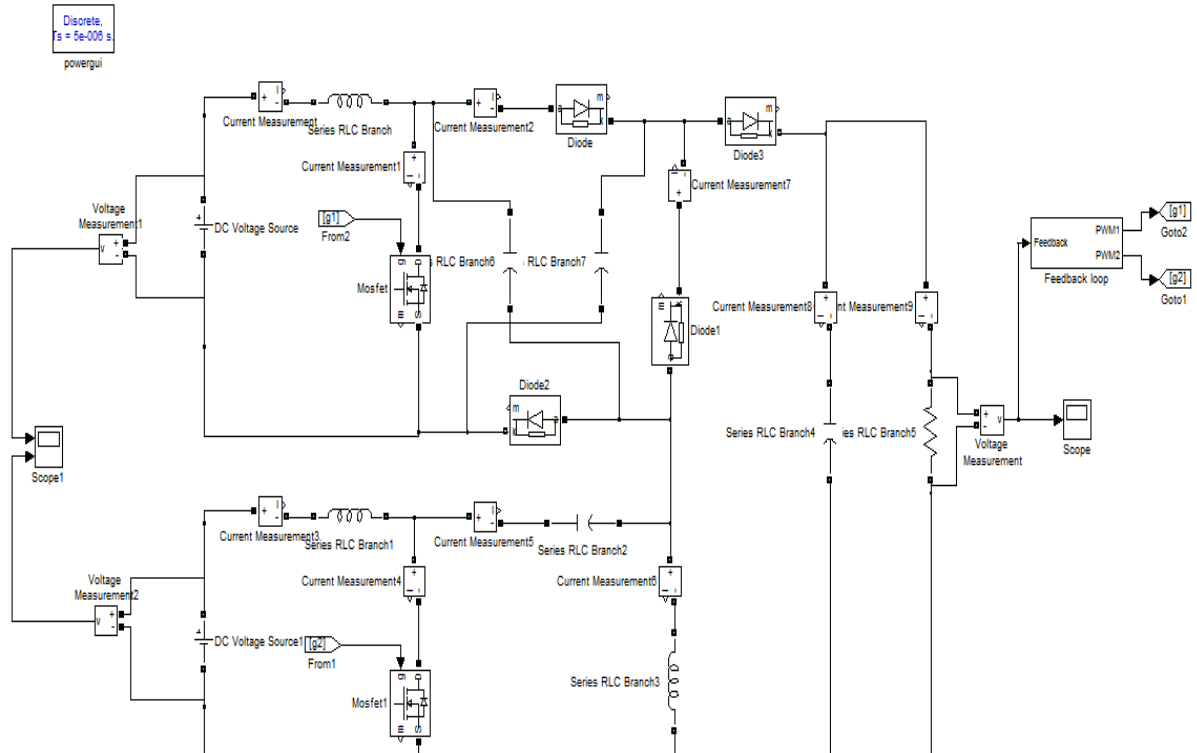 Discrete,
Ts = 5e-006 s.
powergui
Current Measurement
Series RLC Branch
Current Measurement2
Diode
Diode3
Current Measurement1
Current Measurement7
Voltage
Measurement1
DC Voltage Source
[g1]
From2
RLC Branch6
RLC Branch7
Mosfet
Diode1
Current Measurement8
nt Measurement9
Feedback
PWM1
PWM2
Feedback loop
[g1]
Goto2
[g2]
Goto1
Diode2
Series RLC Branch4
ies RLC Branch5
Voltage
Measurement
Scope
Scope1
Current Measurement3
Series RLC Branch1
Current Measurement5
Series RLC Branch2
Current Measurement4
Current Measurement6
Voltage
Measurement2
DC Voltage Source1
[g2]
From1
Mosfet1
Series RLC Branch3